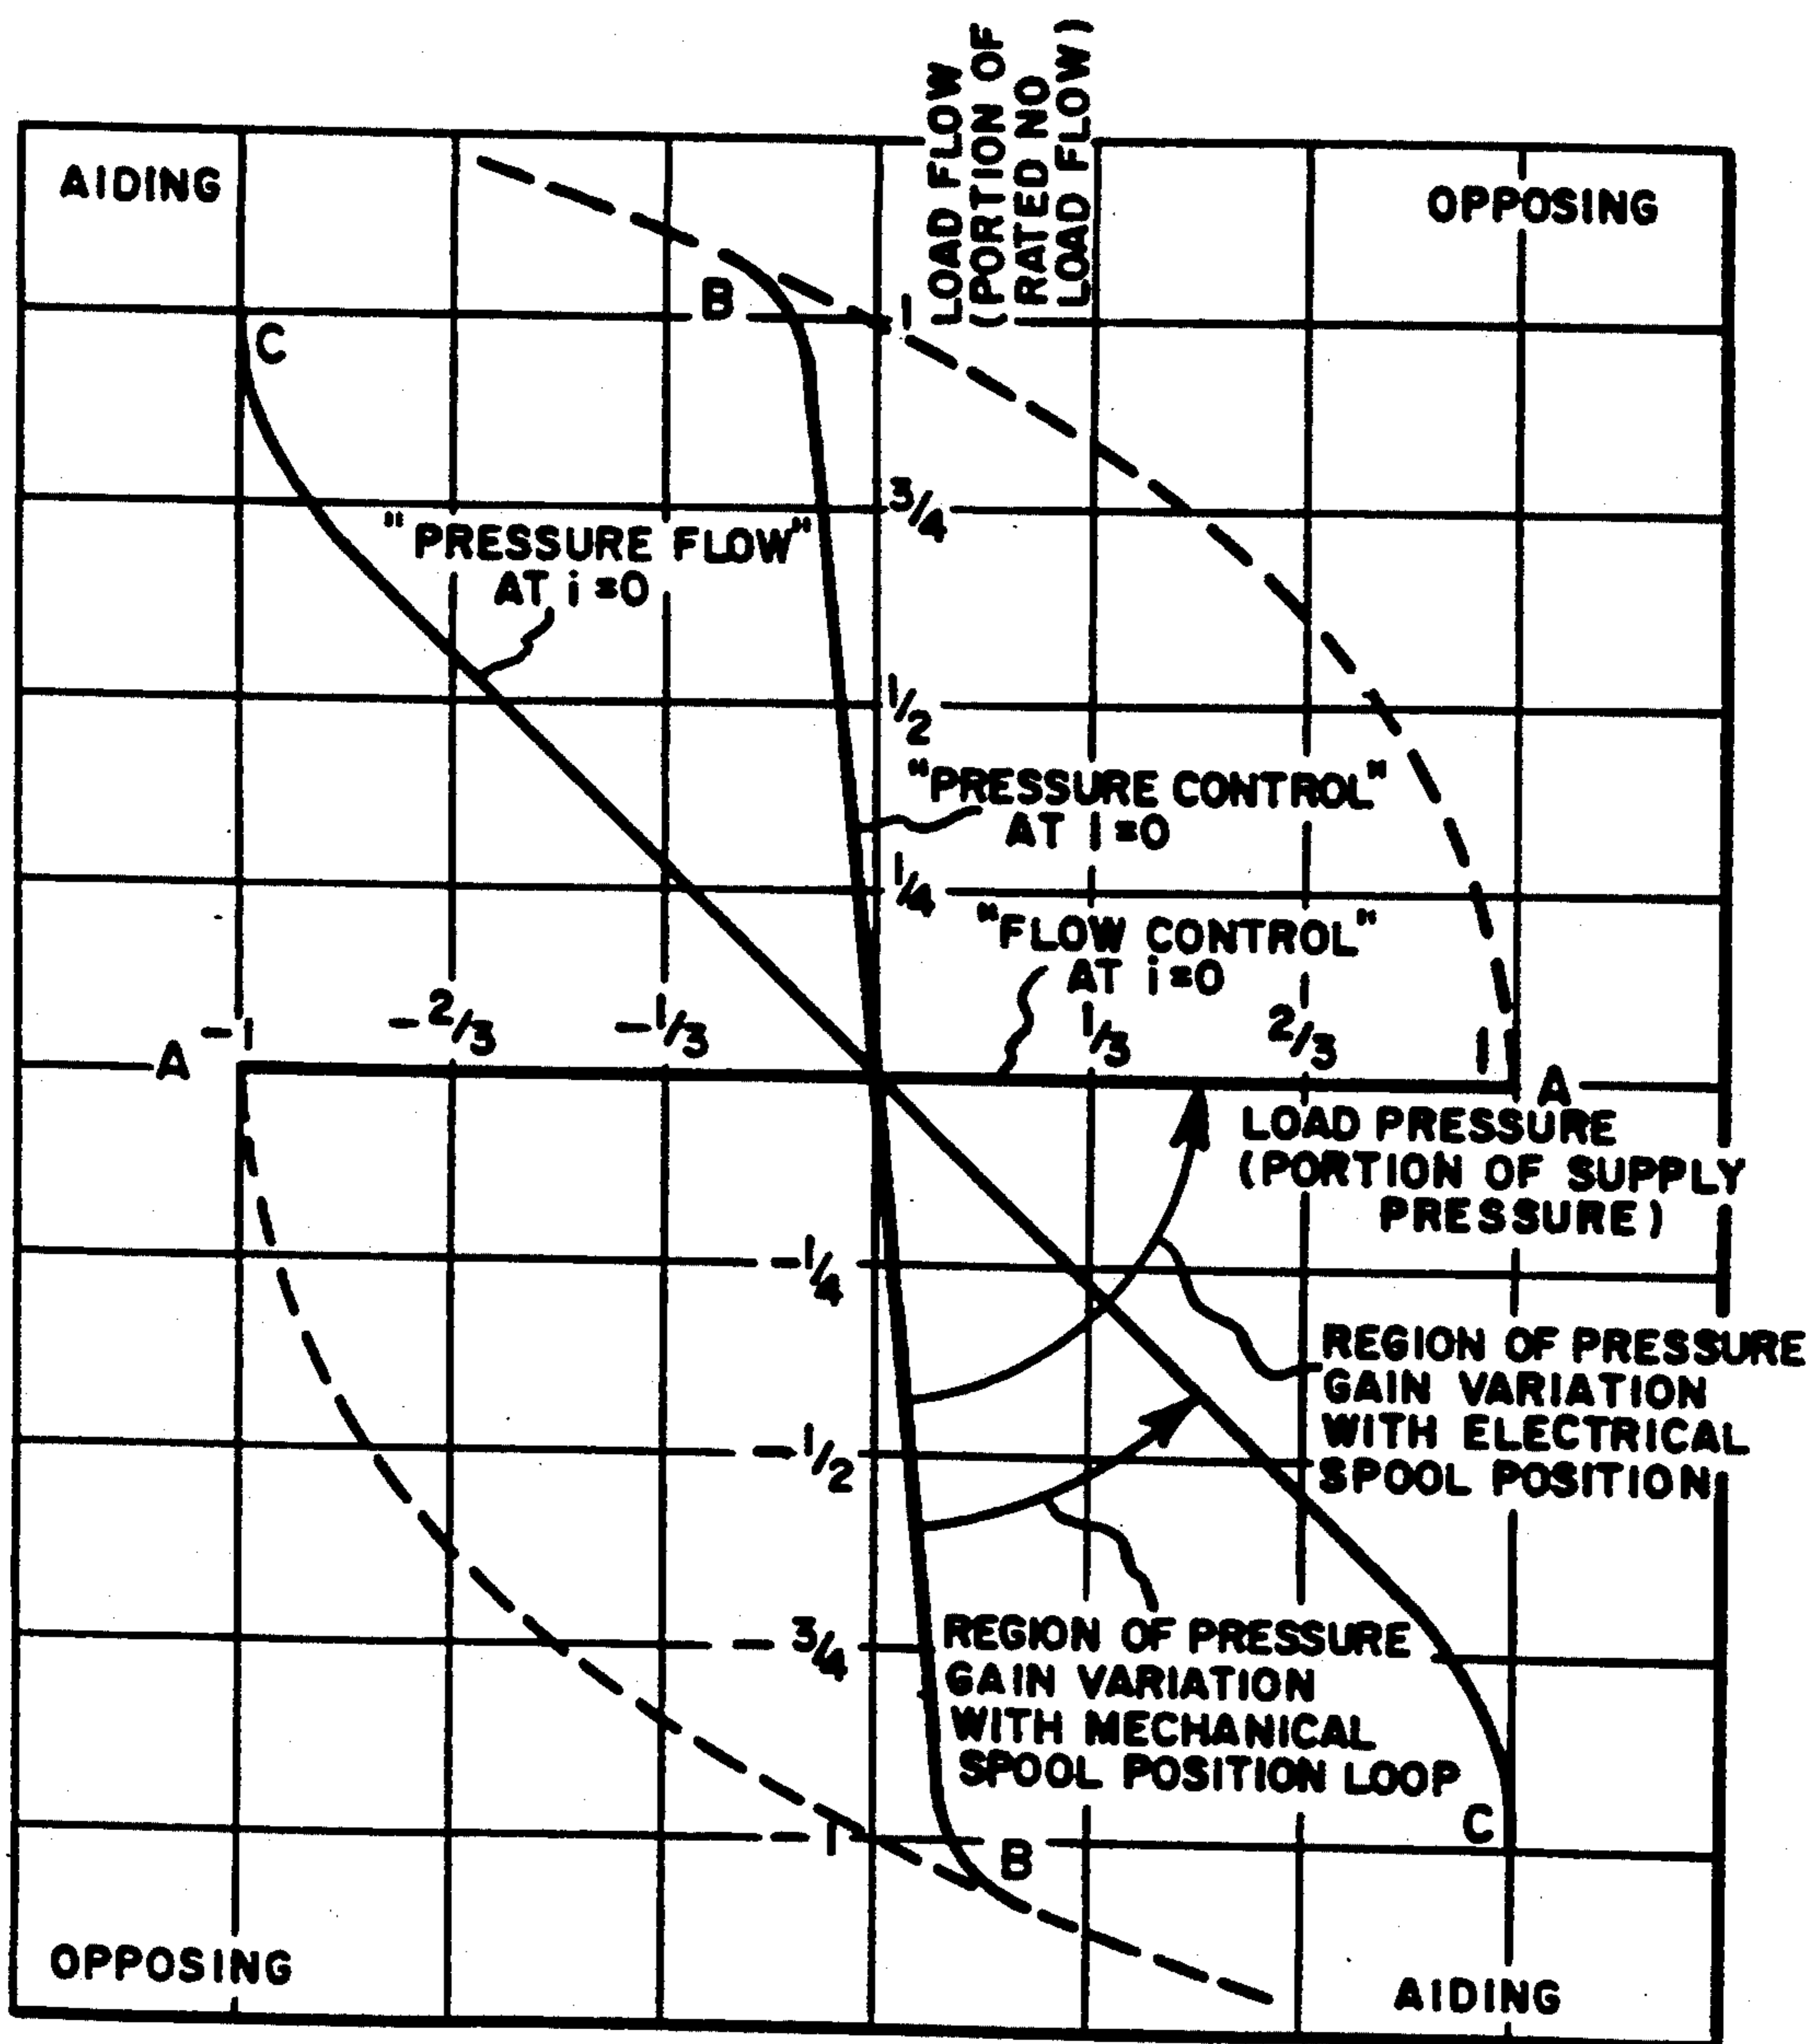 LOAD FLOW
(PORTION OF
RATED NO
LOAD FLOW)
AIDING
OPPOSING
B
1
C
3/4
"PRESSURE FLOW"
AT i=0
1/2
"PRESSURE CONTROL"
AT i=0
1/4
"FLOW CONTROL"
AT i=0
-1
-2/3
-1/3
1/3
2/3
1
A
A
LOAD PRESSURE
(PORTION OF SUPPLY
PRESSURE)
-1/4
REGION OF PRESSURE
GAIN VARIATION
WITH ELECTRICAL
SPOOL POSITION
-1/2
-3/4
REGION OF PRESSURE
GAIN VARIATION
WITH MECHANICAL
SPOOL POSITION LOOP
C
-1
B
OPPOSING
AIDING